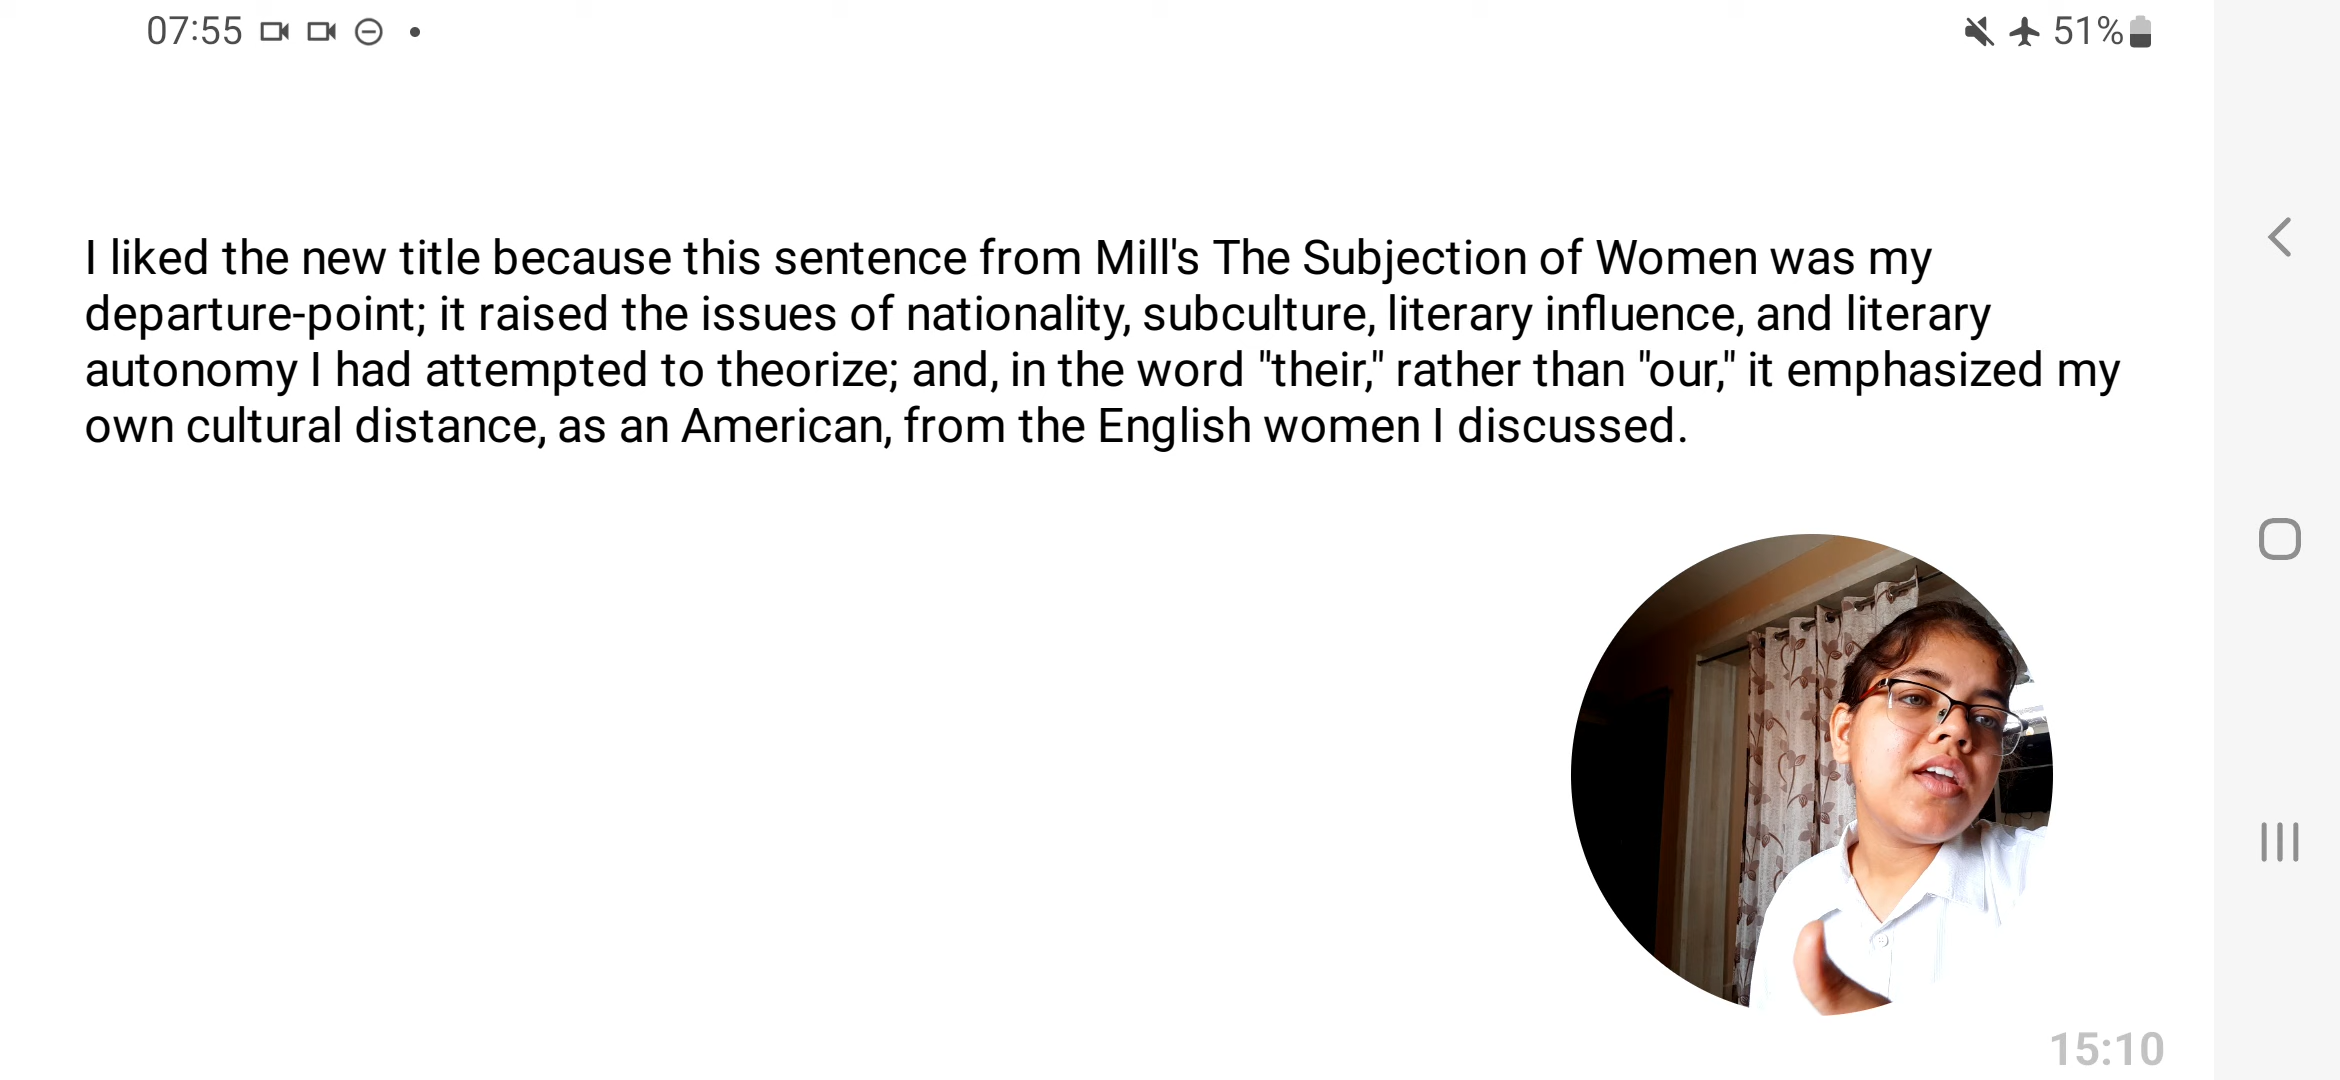 07:55
51%
I liked the new title because this sentence from Mill's The Subjection of Women was my
departure-point; it raised the issues of nationality, subculture, literary influence, and literary
autonomy I had attempted to theorize; and, in the word "their," rather than "our," it emphasized my
own cultural distance, as an American, from the English women I discussed.
15:10